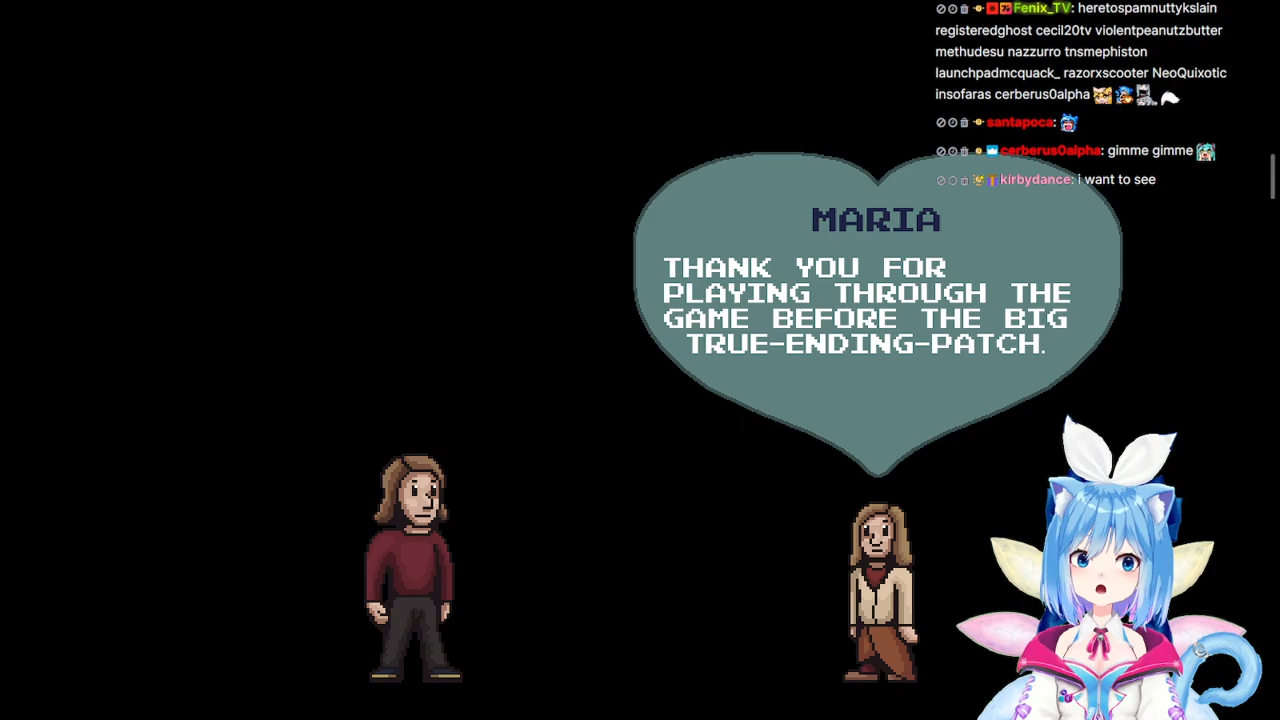 Fenix_TV: heretospamnuttykslain
registeredghost cecil20tv violentpeanutzbutter
methudesu nazzurro tnsmephiston
launchpadmcquack_ razorxscooter NeoQuixotic
insofaras cerberus0alpha
santapoca:
cerberus0alpha: gimme gimme
kirbydance: i want to see
MARIA
THANK YOU FOR
PLAYING THROUGH THE
GAME BEFORE THE BIG
TRUE-ENDING-PATCH.